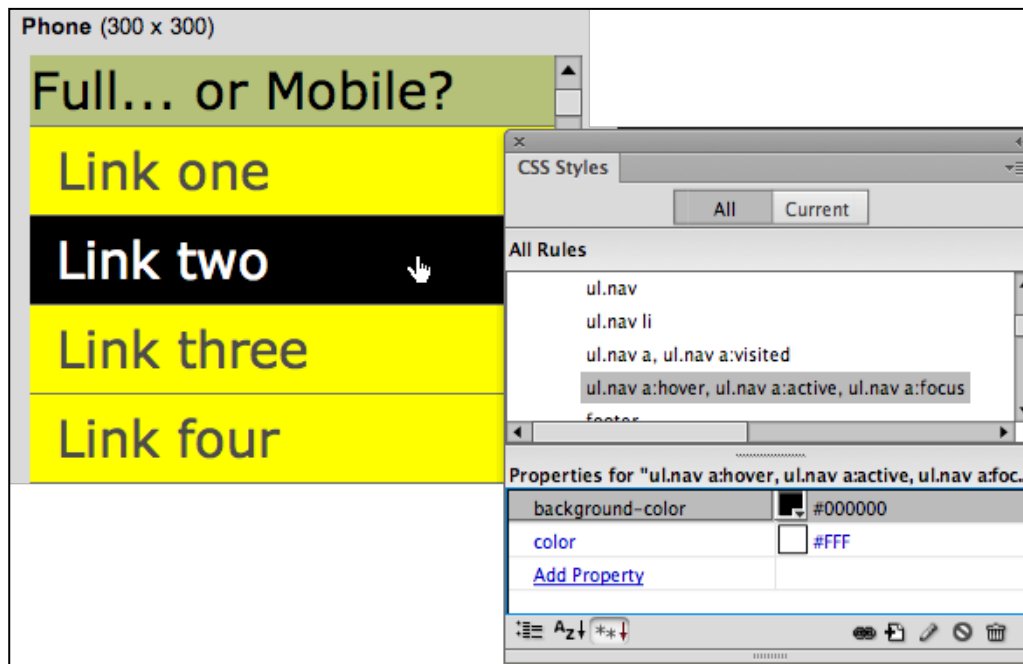 Phone (300 x 300)
Full... or Mobile?
Link one
Link two
Link three
Link four
CSS Styles
All Current
All Rules
ul.nav
ul.nav li
ul.nav a, ul.nav a:visited
ul.nav a:hover, ul.nav a:active, ul.nav a:focus
footer
Properties for "ul.nav a:hover, ul.nav a:active, ul.nav a:foc...
background-color #000000
color #FFF
Add Property